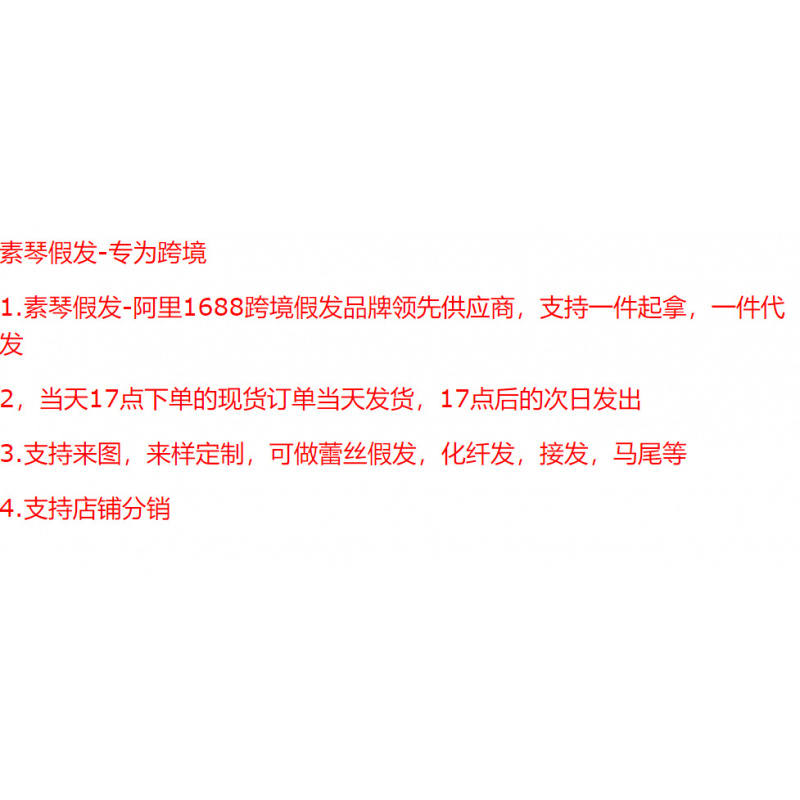 素琴假发-专为跨境
1.素琴假发-阿里1688跨境假发品牌领先供应商，支持一件起拿，一件代
发
2，当天17点下单的现货订单当天发货，17点后的次日发出
3.支持来图，来样定制，可做蕾丝假发，化纤发，接发，马尾等
4.支持店铺分销